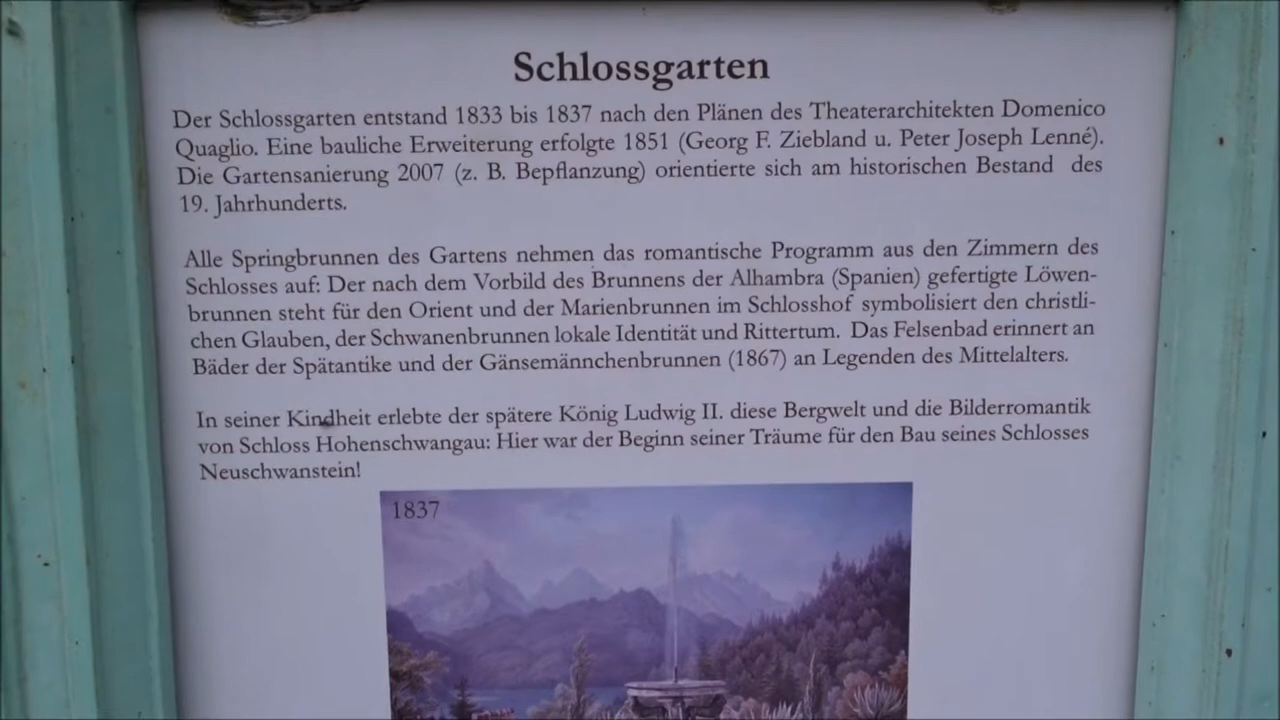 Schlossgarten
Der Schlossgarten entstand 1833 bis 1837 nach den Plänen des Theaterarchitekten Domenico
Quaglio. Eine bauliche Erweiterung erfolgte 1851 (Georg F. Ziebland u. Peter Joseph Lenné).
Die Gartensanierung 2007 (z. B. Bepflanzung) orientierte sich am historischen Bestand des
19. Jahrhunderts.
Alle Springbrunnen des Gartens nehmen das romantische Programm aus den Zimmern des
Schlosses auf: Der nach dem Vorbild des Brunnens der Alhambra (Spanien) gefertigte Löwen-
brunnen steht für den Orient und der Marienbrunnen im Schlosshof symbolisiert den christli-
chen Glauben, der Schwanenbrunnen lokale Identität und Rittertum. Das Felsenbad erinnert an
Bäder der Spätantike und der Gänsemännchenbrunnen (1867) an Legenden des Mittelalters.
In seiner Kindheit erlebte der spätere König Ludwig II. diese Bergwelt und die Bilderromantik
von Schloss Hohenschwangau: Hier war der Beginn seiner Träume für den Bau seines Schlosses
Neuschwanstein!
1837